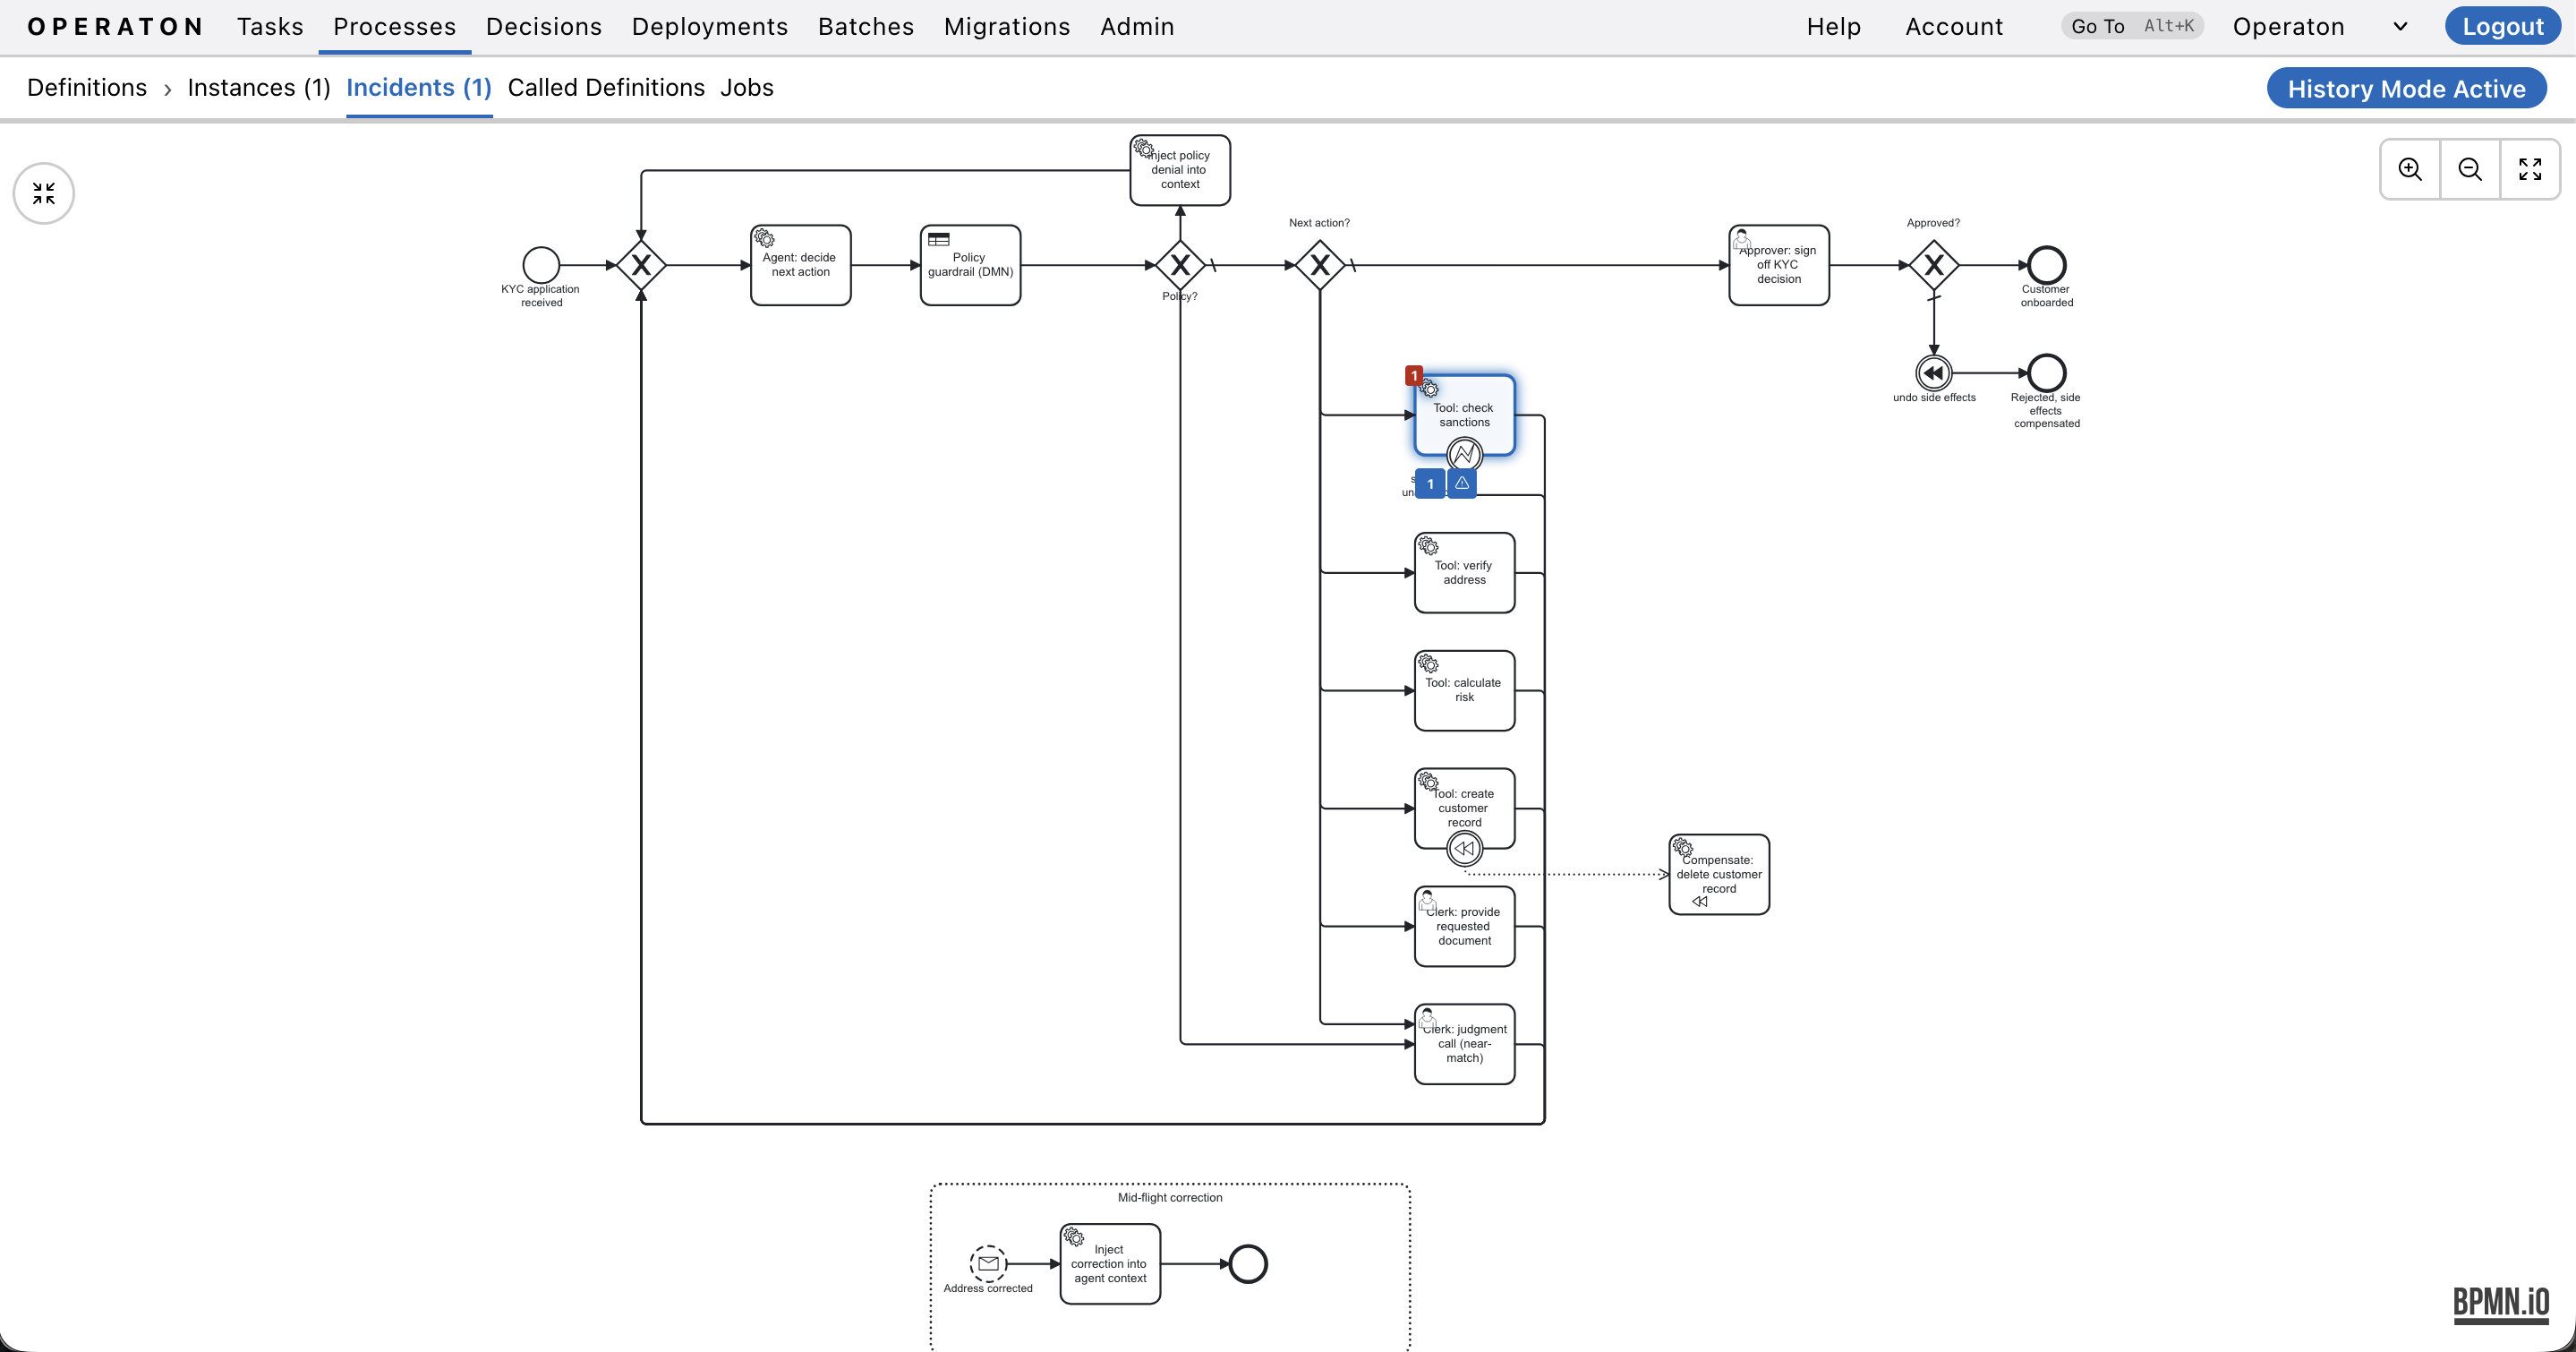 OPERATON Tasks Processes Decisions Deployments Batches Migrations Admin Help Account Go To Alt+K Operaton Logout
Definitions › Instances (1) Incidents (1) Called Definitions Jobs History Mode Active
Inject policy
denial into
context
Next action?
Approved?
KYC application
received
Agent: decide
next action
Policy
guardrail (DMN)
Policy?
Approver: sign
off KYC
decision
Customer
onboarded
undo side effects
Rejected, side
effects
compensated
1
Tool: check
sanctions
1
Tool: verify
address
Tool: calculate
risk
Tool: create
customer
record
Compensate:
delete customer
record
Clerk: provide
requested
document
Clerk: judgment
call (near-
match)
Mid-flight correction
Address corrected
Inject
correction into
agent context
BPMN.iO